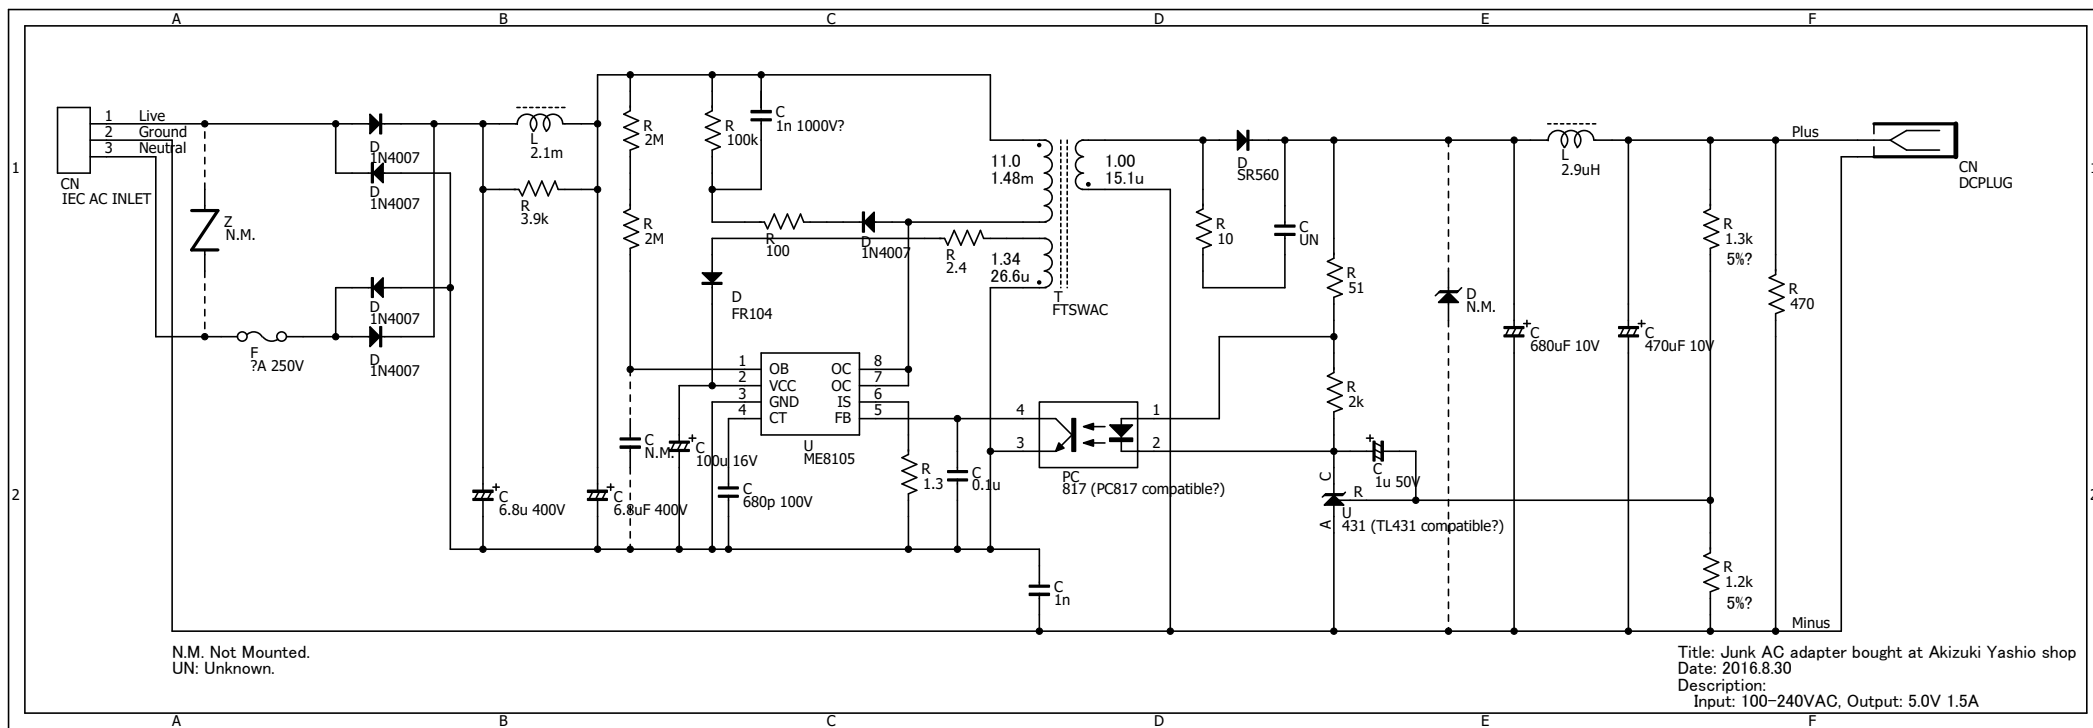 A B C D E F
1
2
1 Live
2 Ground
3 Neutral
CN
IEC AC INLET
Z
N.M.
F
?A 250V
D
1N4007
D
1N4007
D
1N4007
D
1N4007
L
2.1m
R
3.9k
C
6.8u 400V
C
6.8uF 400V
R
2M
R
2M
C
N.M.
R
100k
C
1n 1000V?
R
100
D
1N4007
R
2.4
D
FR104
C
100u 16V
C
680p 100V
1 OB OC 8
2 VCC OC 7
3 GND IS 6
4 CT FB 5
U
ME8105
R
1.3
C
0.1u
11.0
1.48m
1.34
26.6u
1.00
15.1u
T
FTSWAC
4 1
3 2
PC
817 (PC817 compatible?)
C
1n
D
SR560
R
10
C
UN
R
51
R
2k
C
1u 50V
C
R
A
U
431 (TL431 compatible?)
D
N.M.
C
680uF 10V
L
2.9uH
C
470uF 10V
R
1.3k
5%?
R
1.2k
5%?
R
470
Plus
Minus
CN
DCPLUG
1
2
N.M. Not Mounted.
UN: Unknown.
Title: Junk AC adapter bought at Akizuki Yashio shop
Date: 2016.8.30
Description:
Input: 100-240VAC, Output: 5.0V 1.5A
A B C D E F